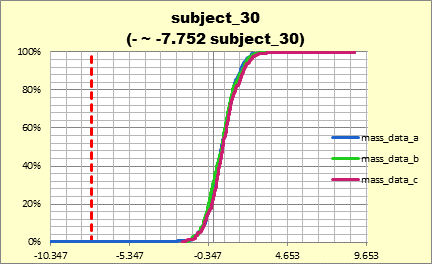 subject_30
(- ~ -7.752 subject_30)
100%
80%
60%
40%
20%
0%
-10.347 -5.347 -0.347 4.653 9.653
mass_data_a
mass_data_b
mass_data_c